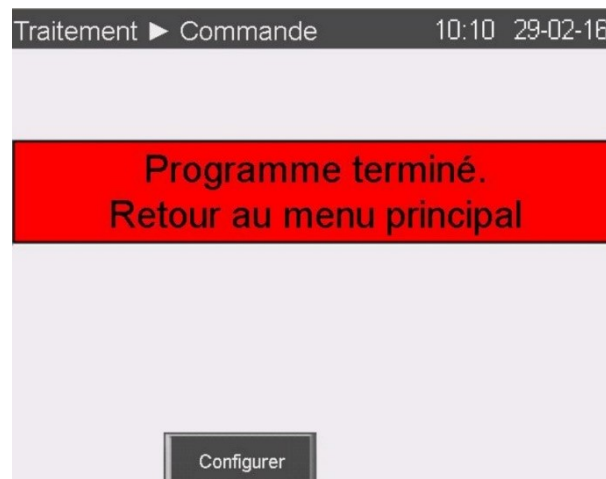 Traitement ► Commande 10:10 29-02-16
Programme terminé.
Retour au menu principal
Configurer